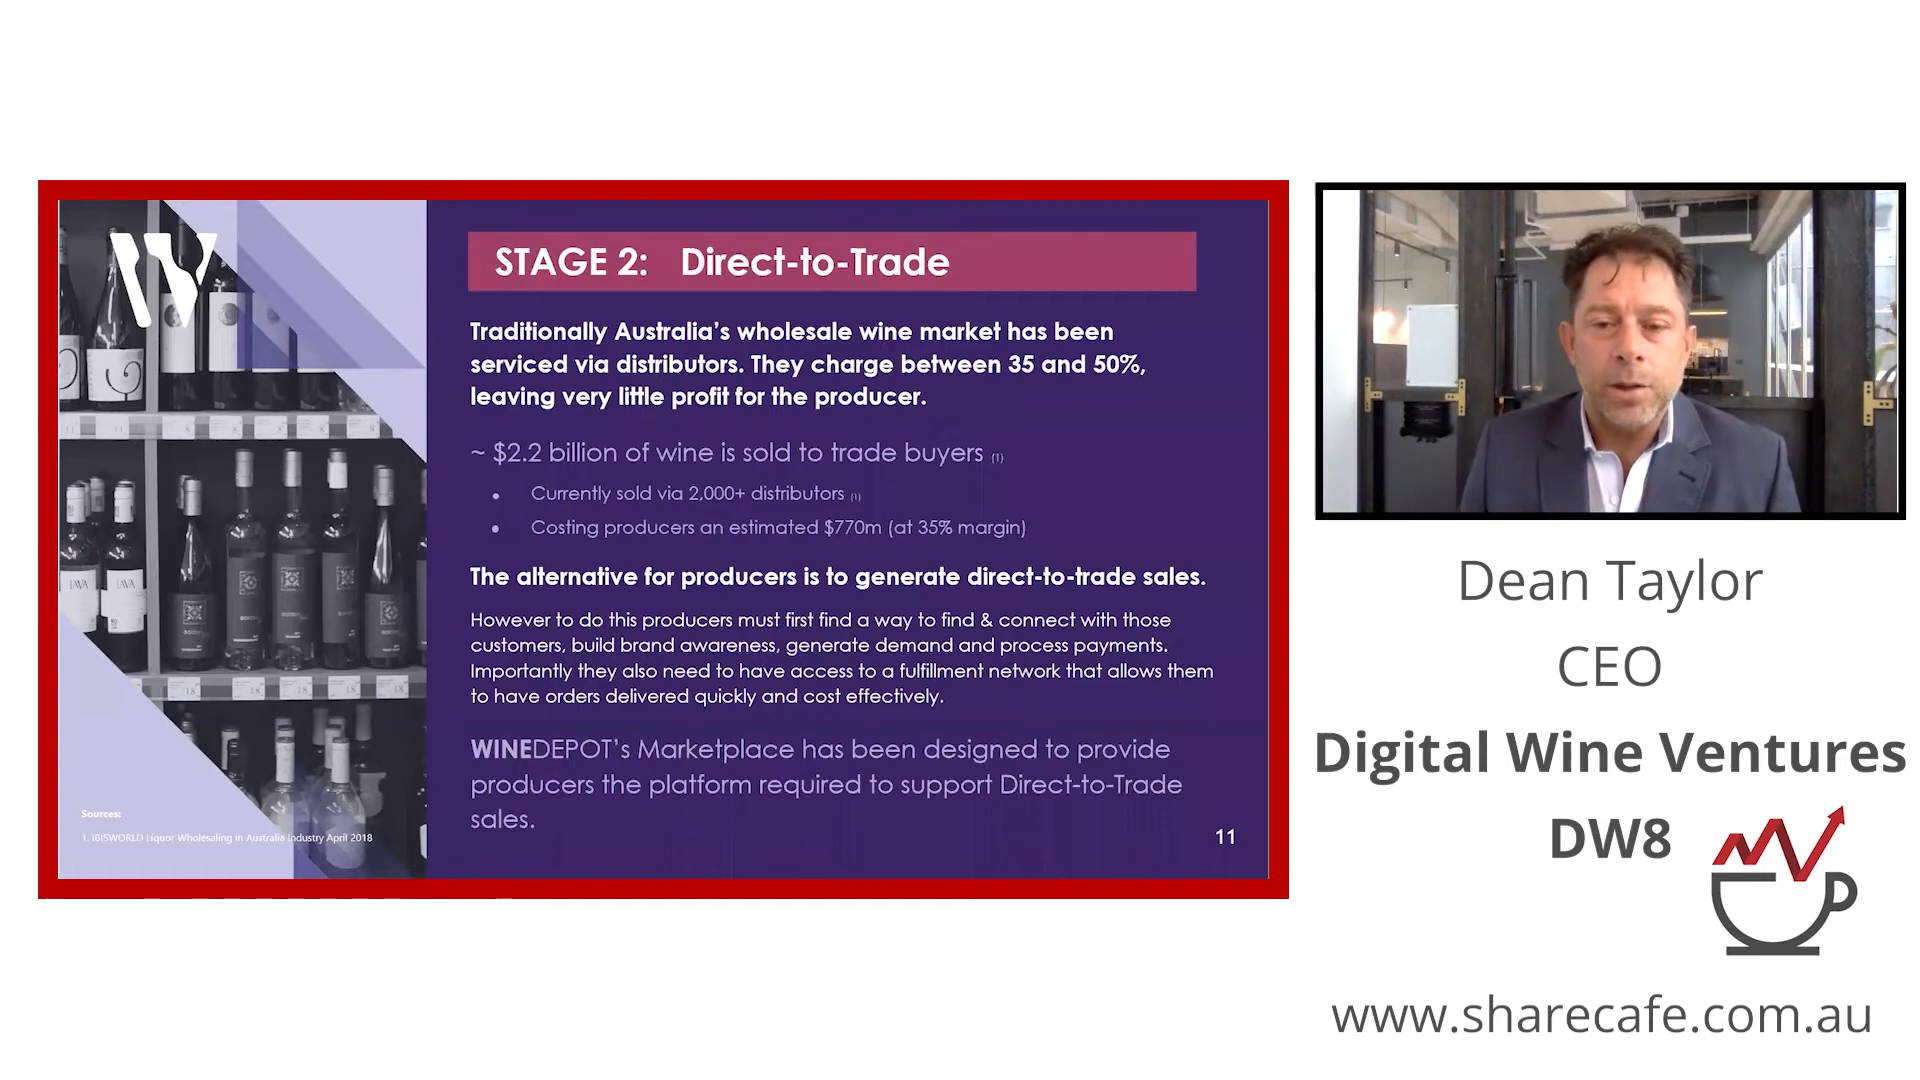 STAGE 2: Direct-to-Trade
Traditionally Australia's wholesale wine market has been
serviced via distributors. They charge between 35 and 50%,
leaving very little profit for the producer.
~ $2.2 billion of wine is sold to trade buyers (1)
• Currently sold via 2,000+ distributors (1)
• Costing producers an estimated $770m (at 35% margin)
The alternative for producers is to generate direct-to-trade sales.
However to do this producers must first find a way to find & connect with those
customers, build brand awareness, generate demand and process payments.
Importantly they also need to have access to a fulfillment network that allows them
to have orders delivered quickly and cost effectively.
WINEDEPOT's Marketplace has been designed to provide
producers the platform required to support Direct-to-Trade
sales.
11
Sources:
1. IBISWORLD Liquor Wholesaling in Australia Industry April 2018
Dean Taylor
CEO
Digital Wine Ventures
DW8
www.sharecafe.com.au